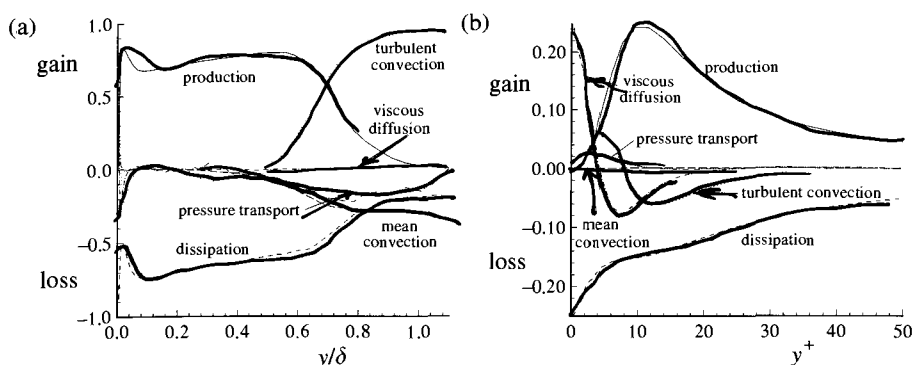 (a)
gain
loss
1.0
0.5
0.0
−0.5
−1.0
production
turbulent
convection
viscous
diffusion
pressure transport
mean
convection
dissipation
0.0
0.2
0.4
0.6
0.8
1.0
y/δ
(b)
gain
loss
0.20
0.10
0.00
−0.10
−0.20
production
viscous
diffusion
pressure transport
turbulent convection
mean
convection
dissipation
0
10
20
30
40
50
y+